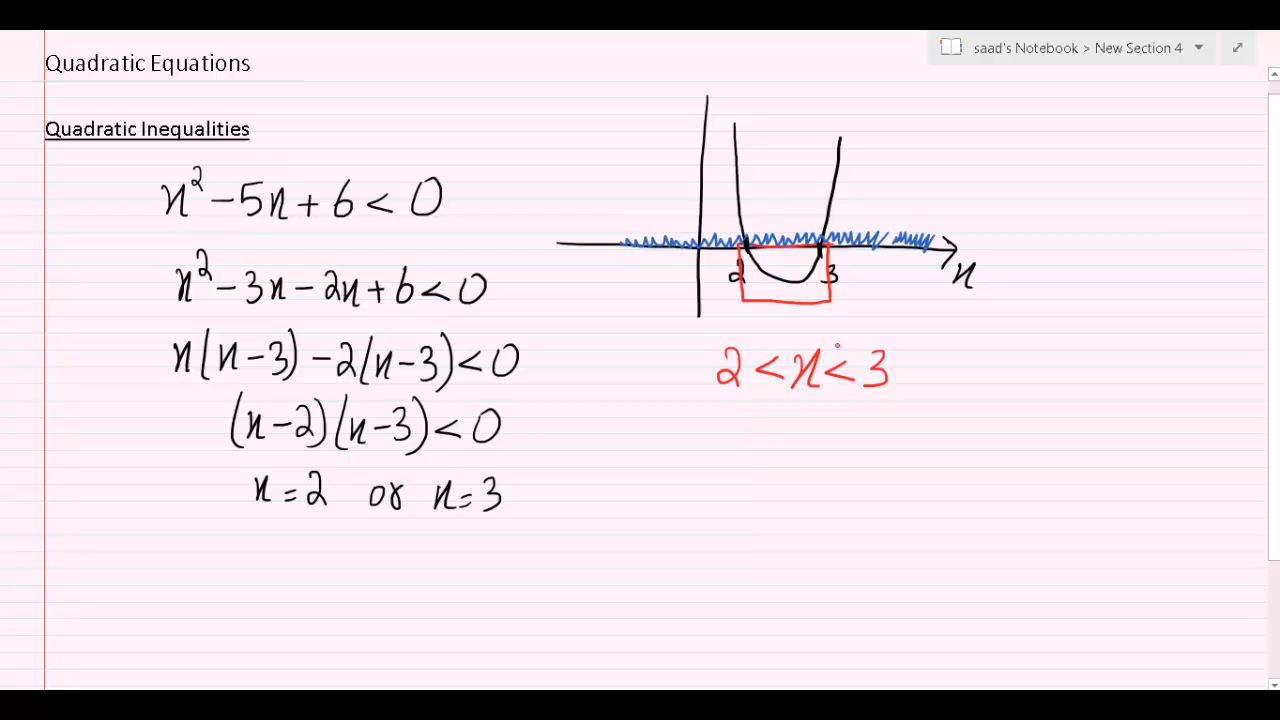 saad's Notebook > New Section 4
Quadratic Equations
Quadratic Inequalities
x² - 5x + 6 < 0
x² - 3x - 2x + 6 < 0
x(x - 3) - 2(x - 3) < 0
(x - 2)(x - 3) < 0
x = 2 or x = 3
2 3 x
2 < x < 3